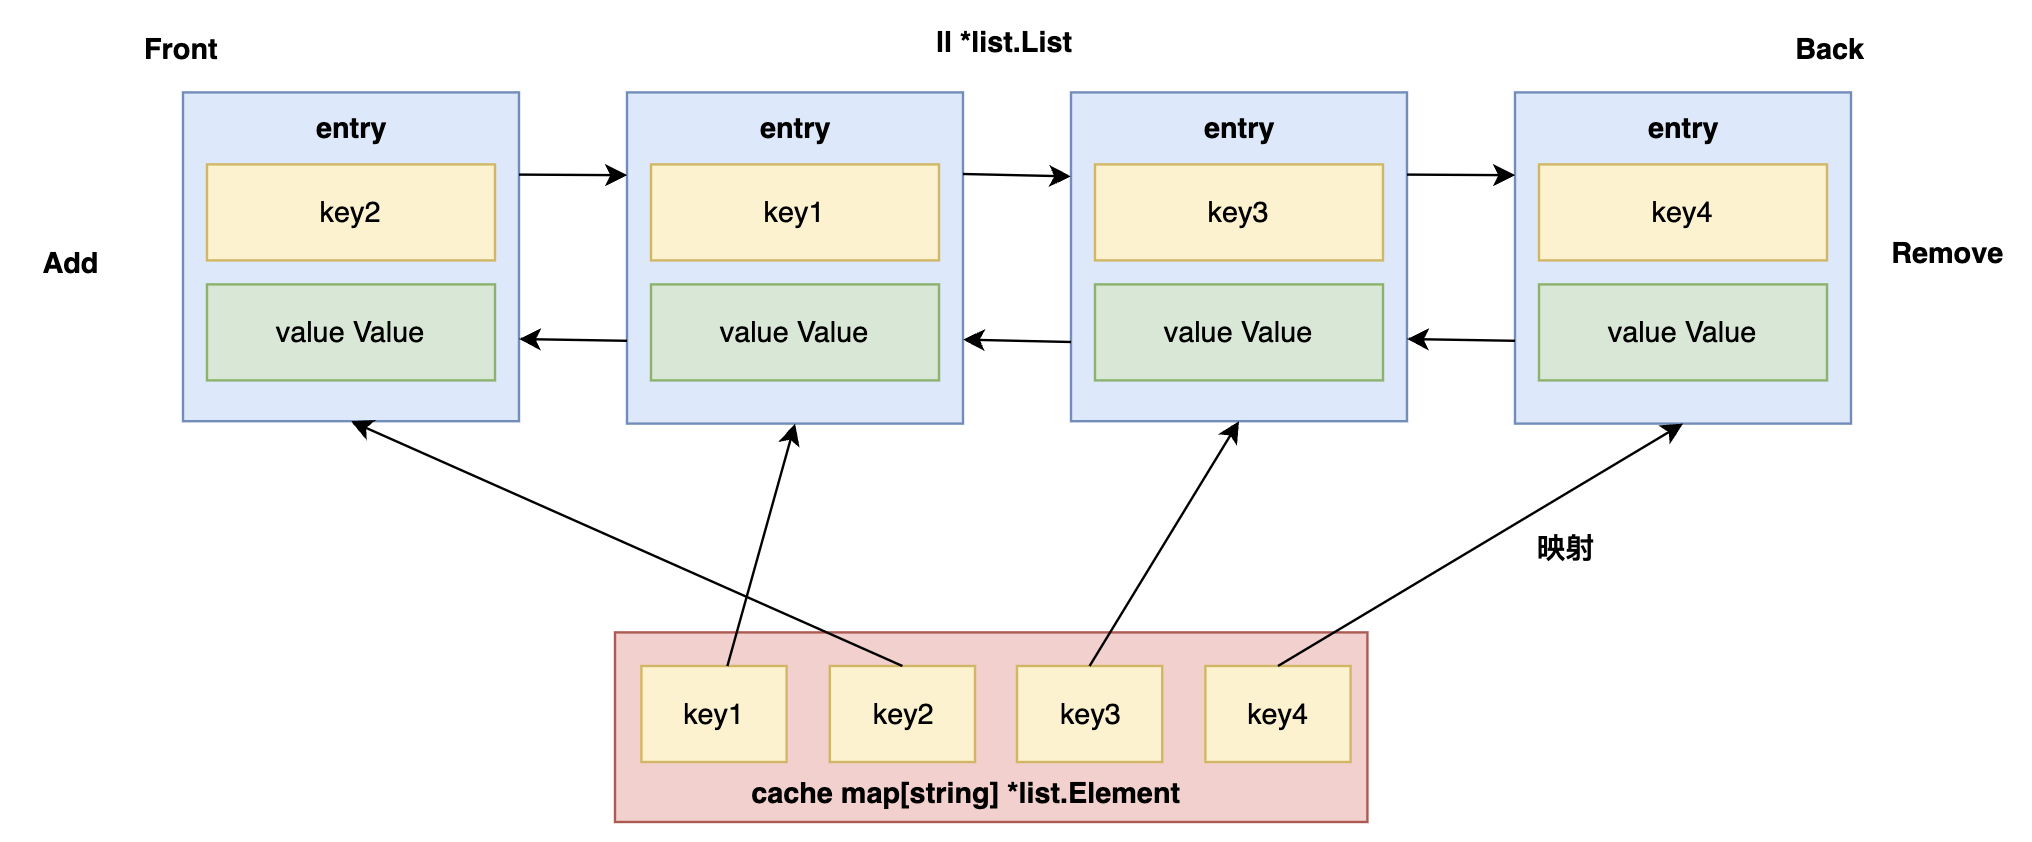 Front
ll *list.List
Back
entry
entry
entry
entry
key2
key1
key3
key4
Add
Remove
value Value
value Value
value Value
value Value
映射
key1
key2
key3
key4
cache map[string] *list.Element